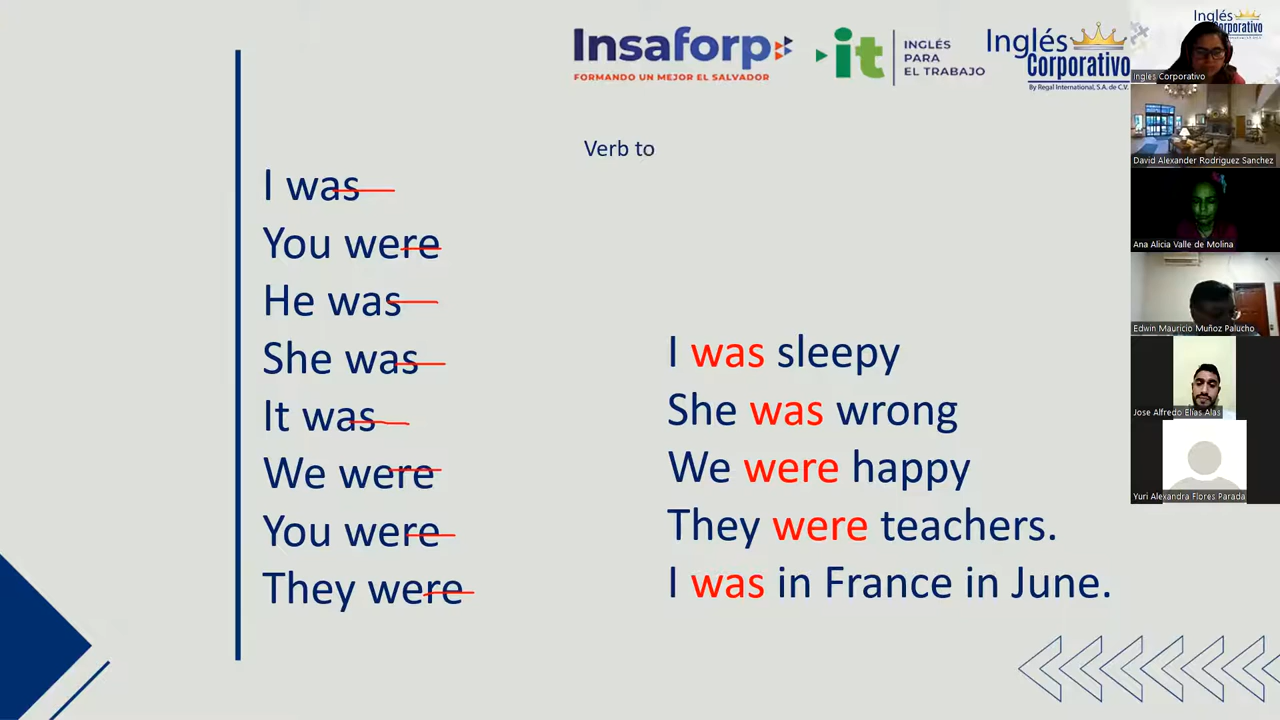 Insaforp
FORMANDO UN MEJOR EL SALVADOR
it
INGLÉS
PARA
EL TRABAJO
Inglés
Corporativo
By Regal International, S.A. de C.V.
Verb to
I was
You were
He was
She was
It was
We were
You were
They were
I was sleepy
She was wrong
We were happy
They were teachers.
I was in France in June.
Inglés
Corporativo
Ingles Corporativo
David Alexander Rodriguez Sanchez
Ana Alicia Valle de Molina
Edwin Mauricio Muñoz Palucho
Jose Alfredo Elías Alas
Yuri Alexandra Flores Parada